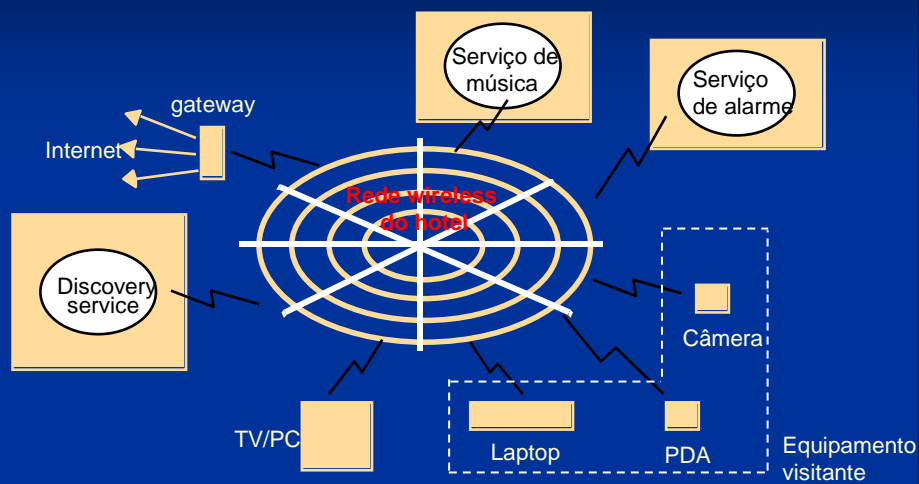 Serviço de
música
Serviço
de alarme
gateway
Internet
Rede wireless
do hotel
Discovery
service
Câmera
TV/PC
Laptop
PDA
Equipamento
visitante